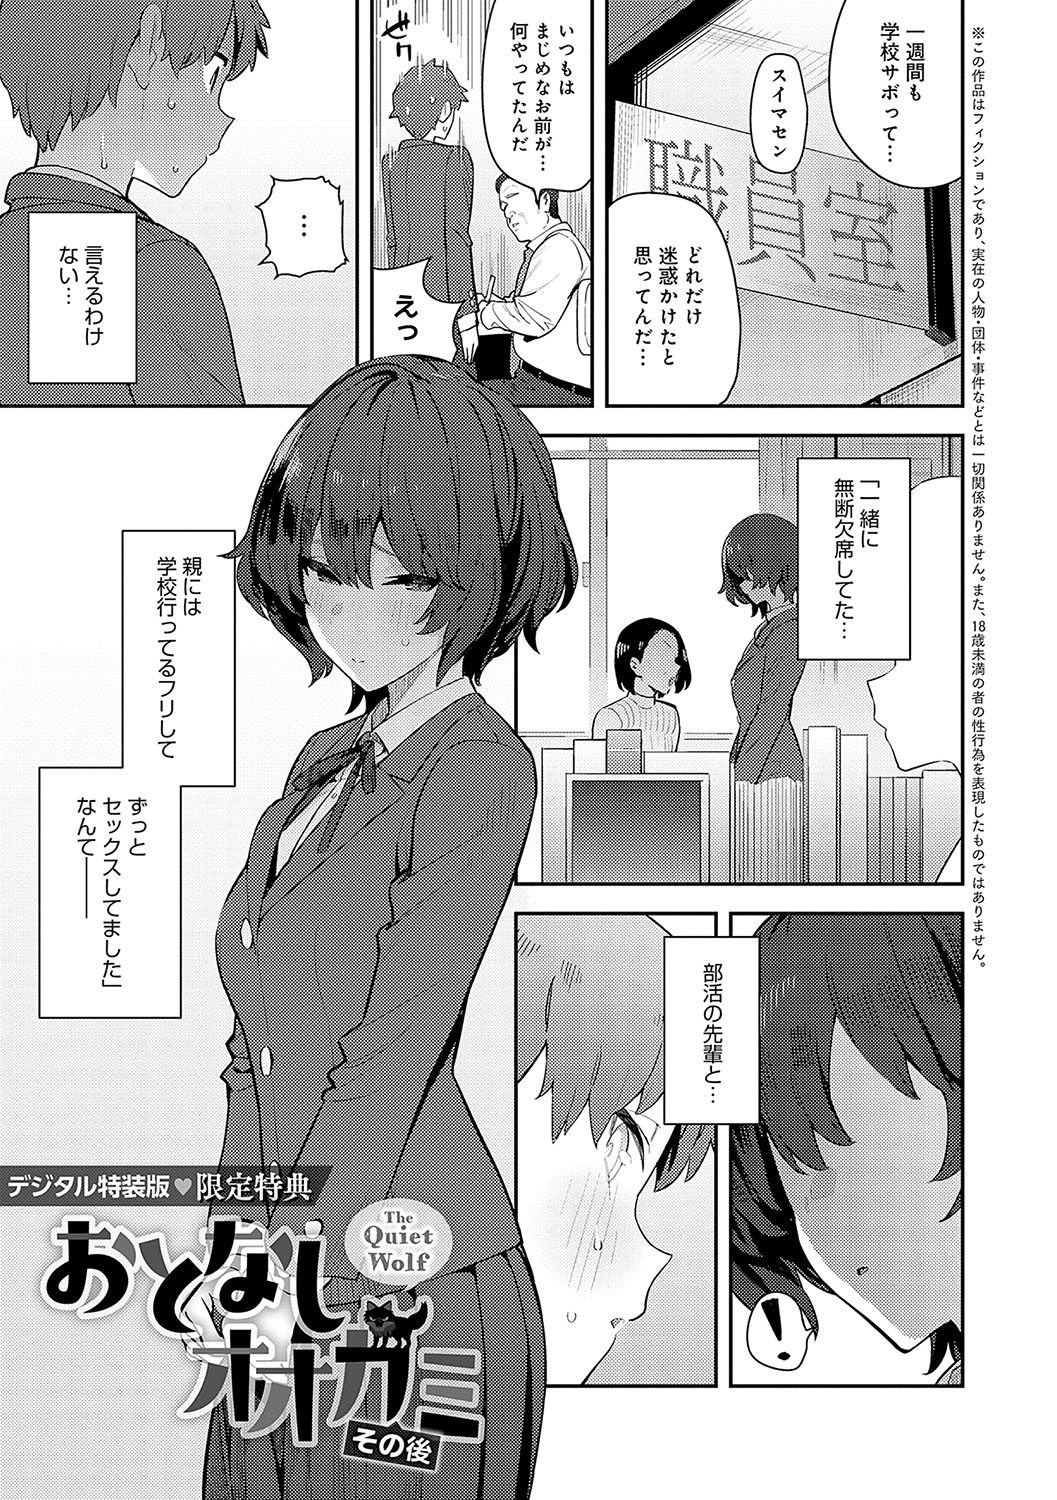 ※この作品はフィクションであり、実在の人物・団体・事件などとは一切関係ありません。また、18歳未満の者の性行為を表現したものではありません。
一週間も
学校サボって…
スイマセン
職員室
どれだけ
迷惑かけたと
思ってんだ…
いつもは
まじめなお前が…
何やってたんだ
ぜ
えっ
…
言えるわけ
ない…
「一緒に
無断欠席してた…
部活の先輩と…
!
親には
学校行ってるフリして
ずっと
セックスしてました」
なんて――
デジタル特装版♥限定特典
おとなし
オオカミ
The
Quiet
Wolf
その後